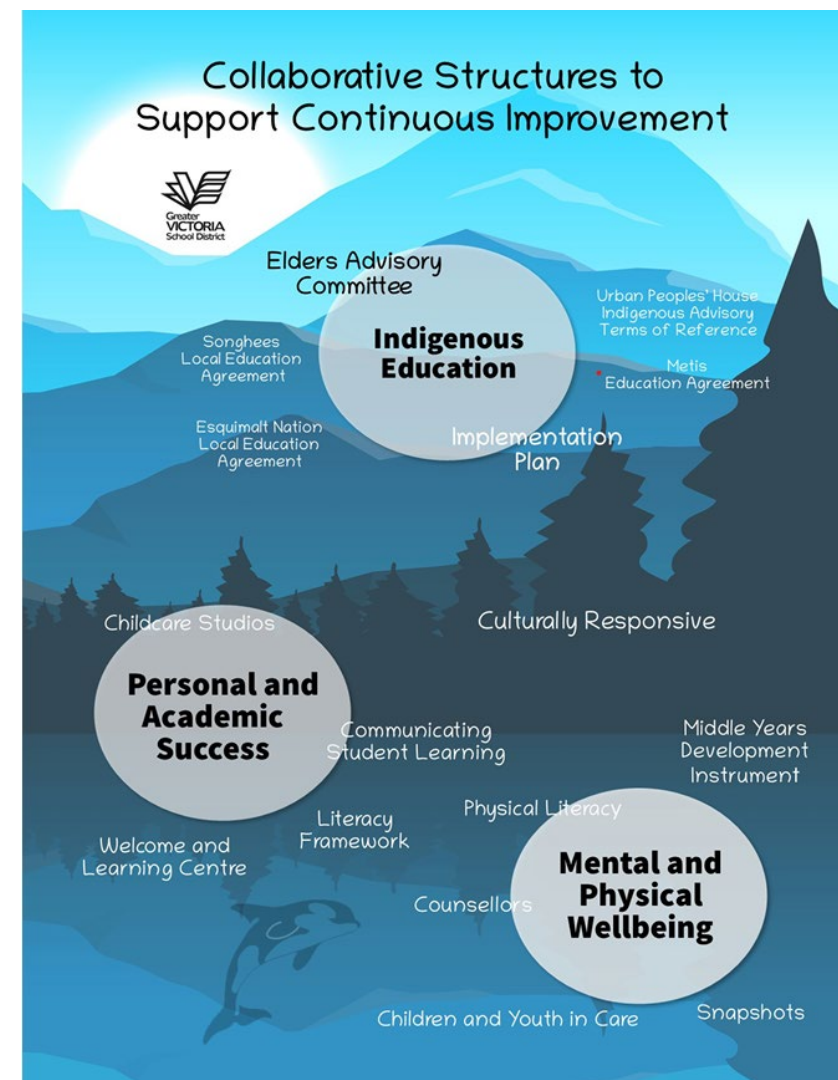 Collaborative Structures to
Support Continuous Improvement
Greater
VICTORIA
School District
Elders Advisory
Committee
Indigenous
Education
Urban Peoples' House
Indigenous Advisory
Terms of Reference
Songhees
Local Education
Agreement
Metis
Education Agreement
Esquimalt Nation
Local Education
Agreement
Implementation
Plan
Childcare Studios
Culturally Responsive
Personal and
Academic
Success
Communicating
Student Learning
Middle Years
Development
Instrument
Physical Literacy
Literacy
Framework
Welcome and
Learning Centre
Mental and
Physical
Wellbeing
Counsellors
Children and Youth in Care
Snapshots